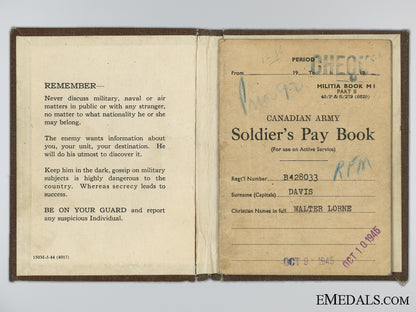 REMEMBER—
Never discuss military, naval or air
matters in public or with any stranger,
no matter to what nationality he or she
may belong.
The enemy wants information about
you, your unit, your destination. He
will do his utmost to discover it.
Keep him in the dark, gossip on military
subjects is highly dangerous to the
country. Whereas secrecy leads to
success.
BE ON YOUR GUARD and report
any suspicious Individual.
PERIOD
From 19
CHECK
MILITIA BOOK M I
PART II
CANADIAN ARMY
Soldier's Pay Book
(For use on Active Service)
RFM
Reg'l Number B428033
Surname (Capitals) DAVIS
Christian Names in full WALTER LORNE
OCT 9 1945
OCT 10 1945
EMEDALS.COM